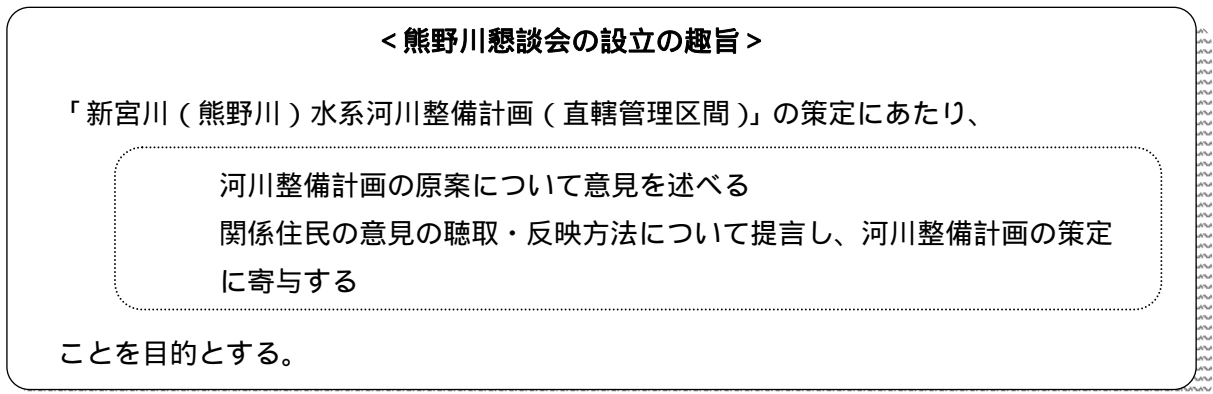 ＜熊野川懇談会の設立の趣旨＞
「新宮川（熊野川）水系河川整備計画（直轄管理区間）」の策定にあたり、
河川整備計画の原案について意見を述べる
関係住民の意見の聴取・反映方法について提言し、河川整備計画の策定
に寄与する
ことを目的とする。